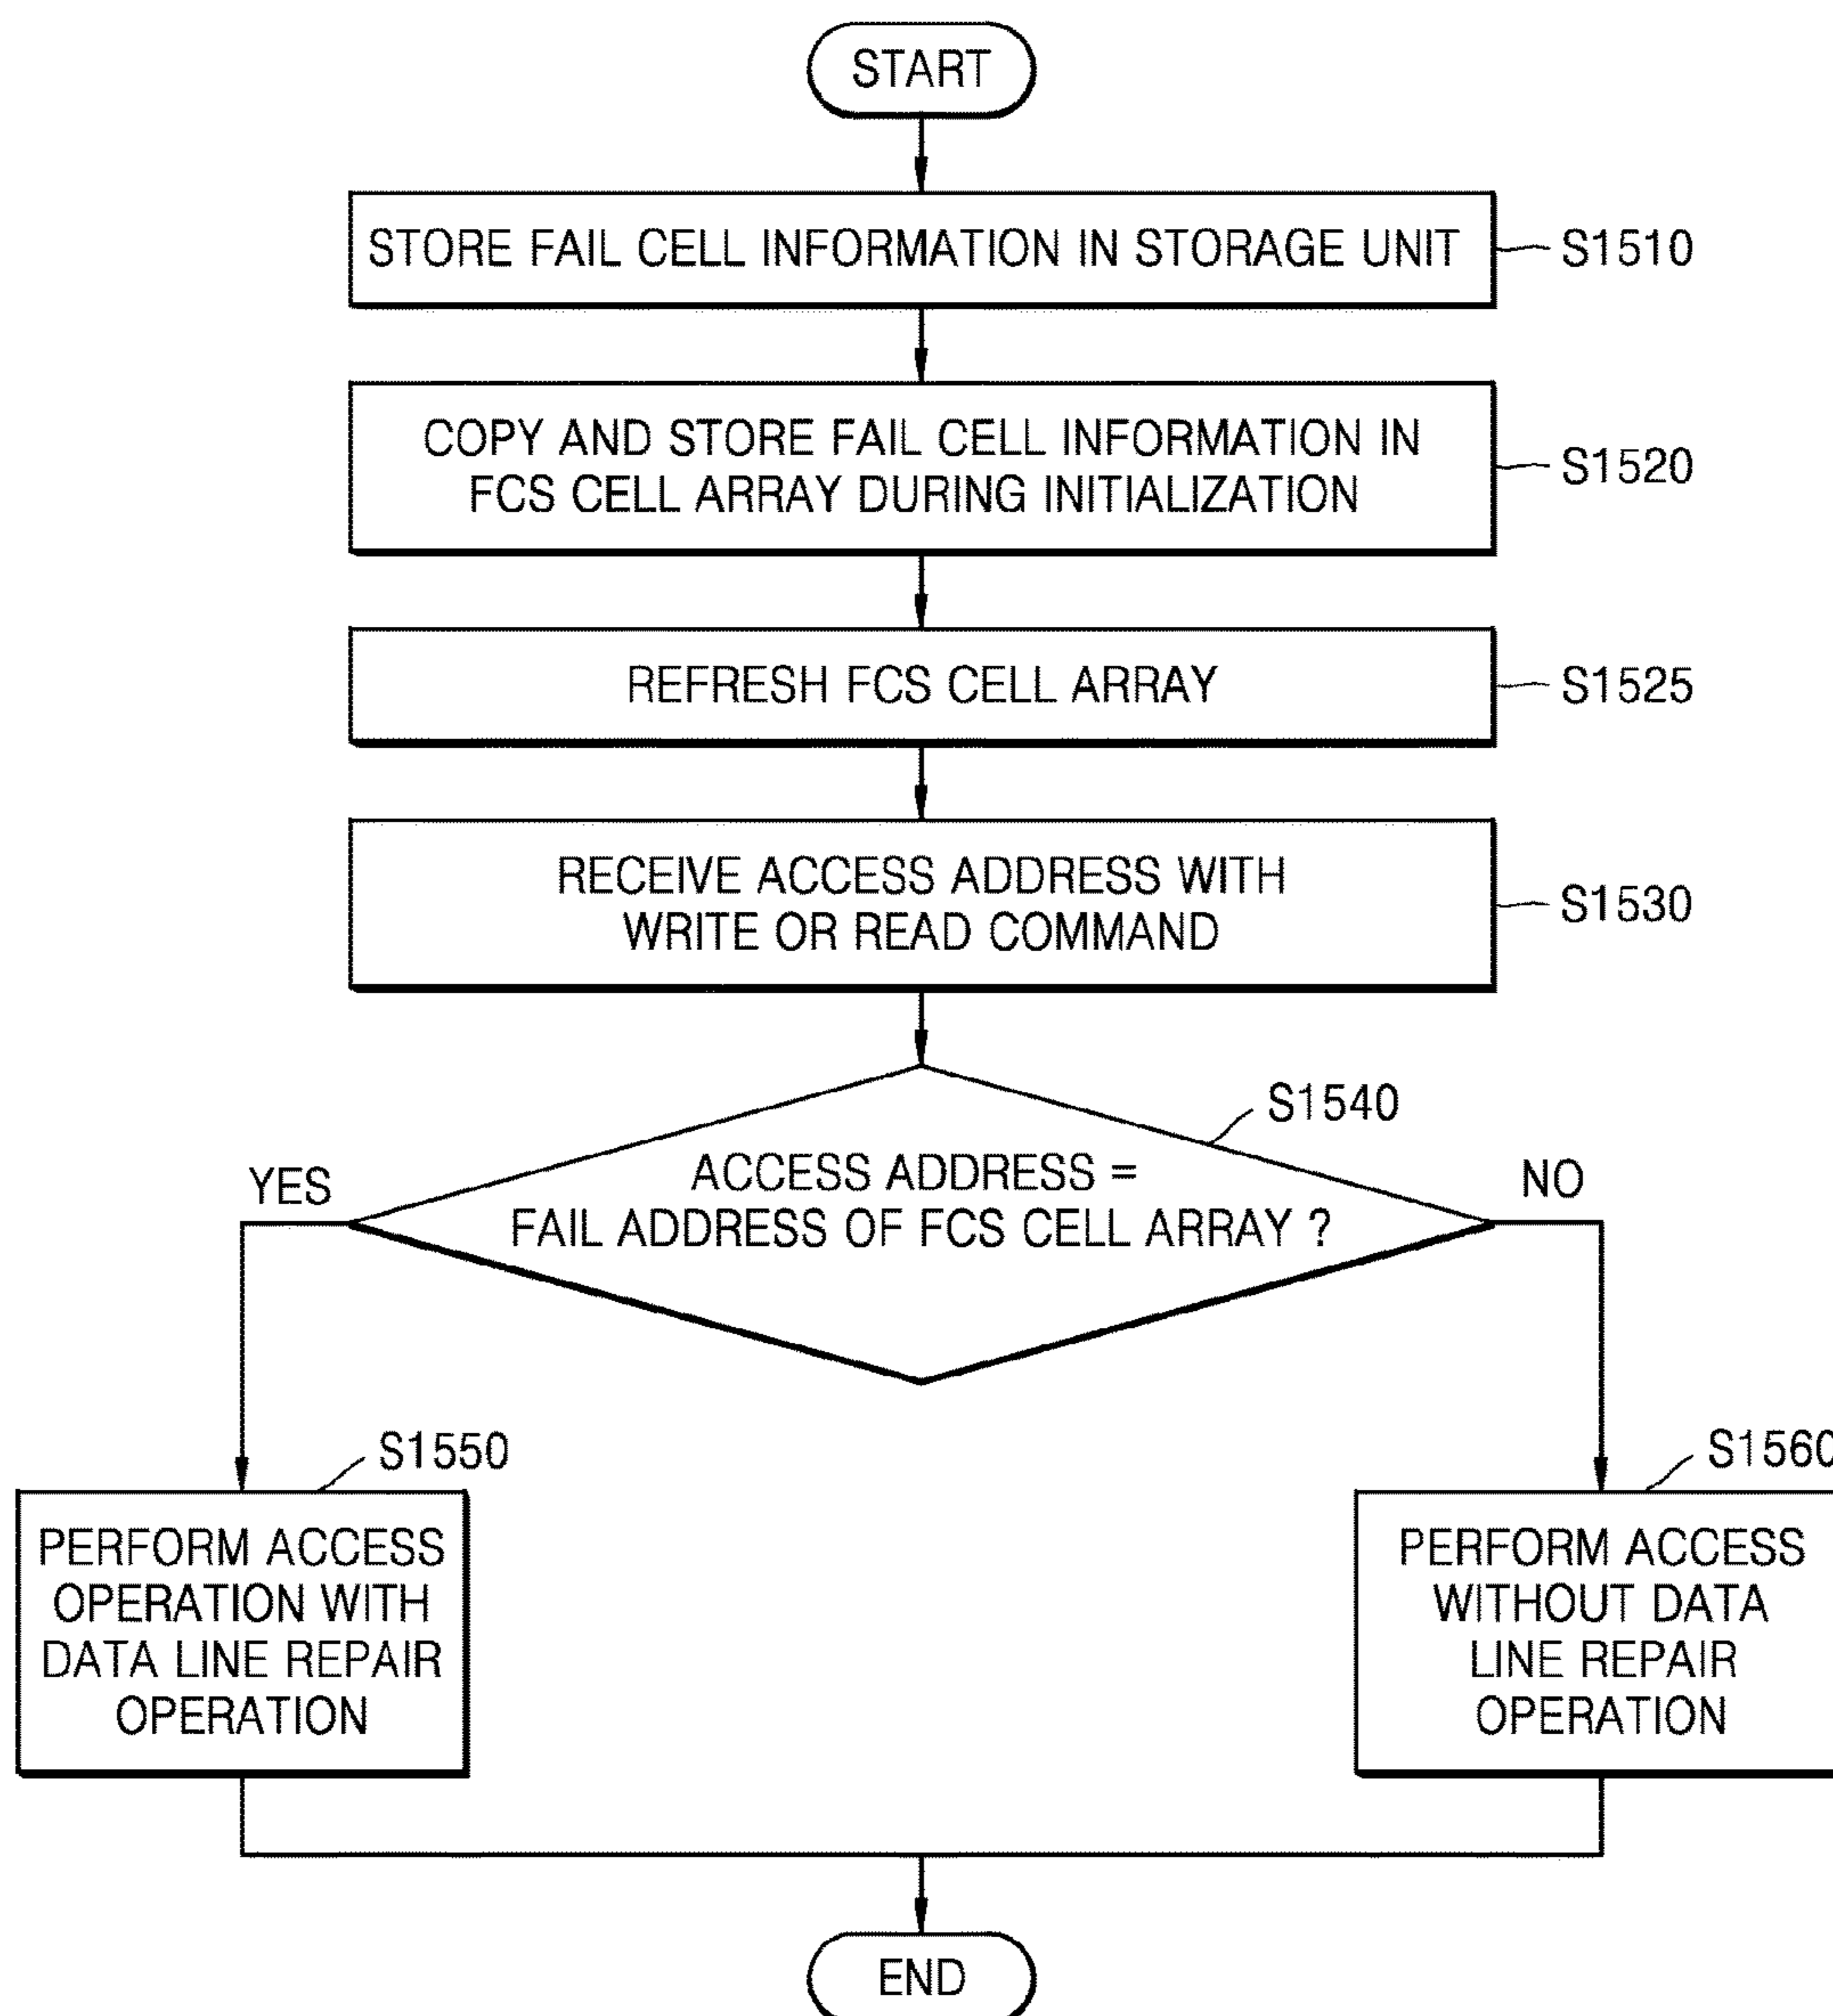 START
STORE FAIL CELL INFORMATION IN STORAGE UNIT
S1510
COPY AND STORE FAIL CELL INFORMATION IN
FCS CELL ARRAY DURING INITIALIZATION
S1520
REFRESH FCS CELL ARRAY
S1525
RECEIVE ACCESS ADDRESS WITH
WRITE OR READ COMMAND
S1530
S1540
ACCESS ADDRESS =
FAIL ADDRESS OF FCS CELL ARRAY ?
YES
NO
S1550
PERFORM ACCESS
OPERATION WITH
DATA LINE REPAIR
OPERATION
S1560
PERFORM ACCESS
WITHOUT DATA
LINE REPAIR
OPERATION
END